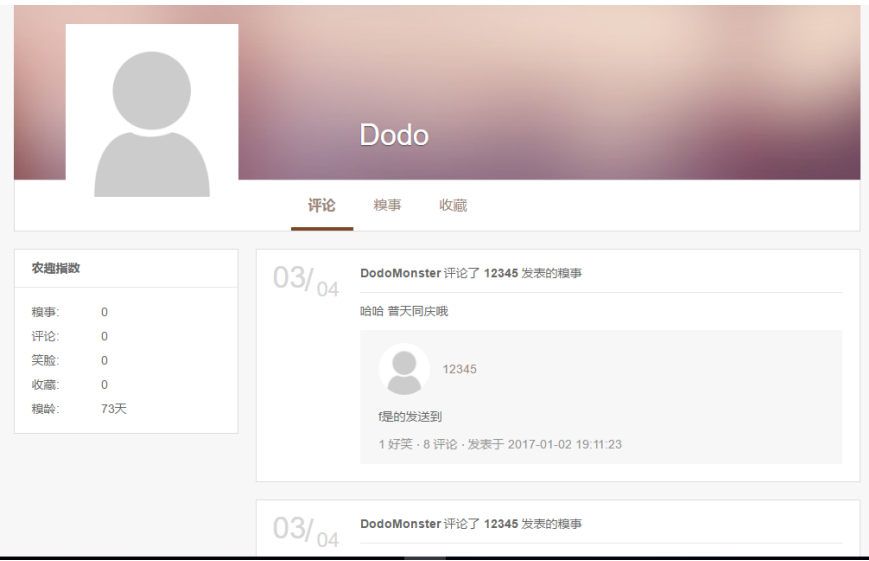 Dodo
评论 糗事 收藏
农趣指数
糗事: 0
评论: 0
笑脸: 0
收藏: 0
糗龄: 73天
03/04
DodoMonster 评论了 12345 发表的糗事
哈哈 普天同庆哦
12345
f是的发送到
1 好笑 · 8 评论 · 发表于 2017-01-02 19:11:23
03/04
DodoMonster 评论了 12345 发表的糗事